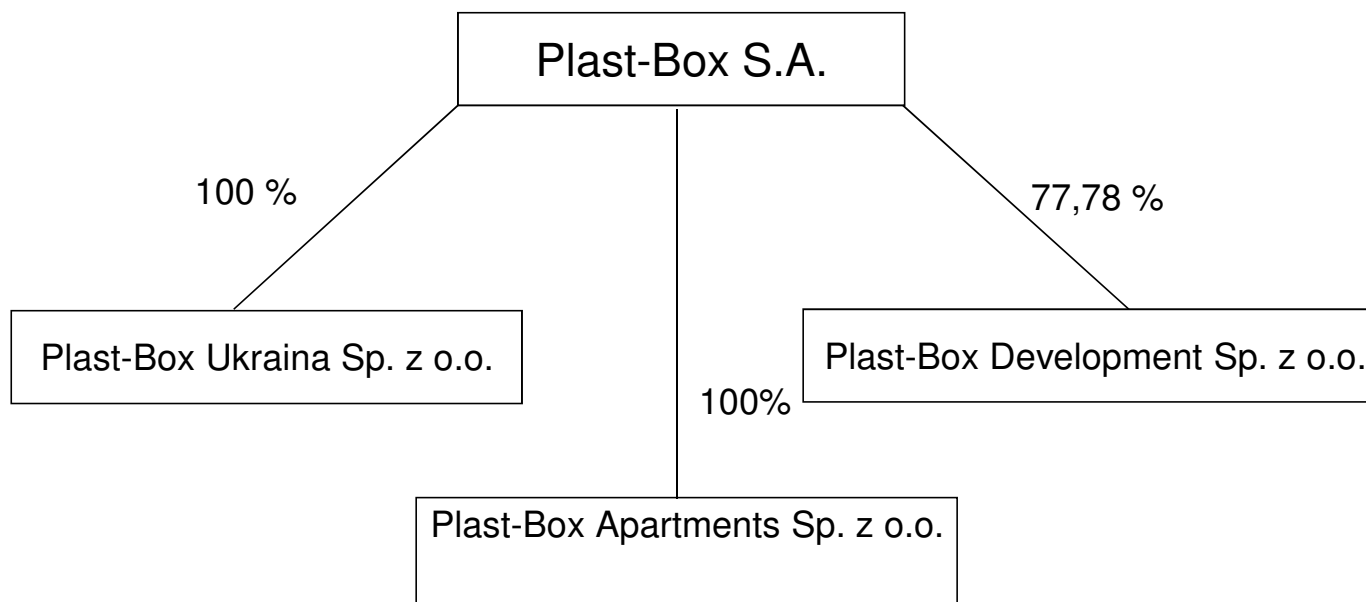 Plast-Box S.A.
100 %
77,78 %
Plast-Box Ukraina Sp. z o.o.
Plast-Box Development Sp. z o.o.
100%
Plast-Box Apartments Sp. z o.o.